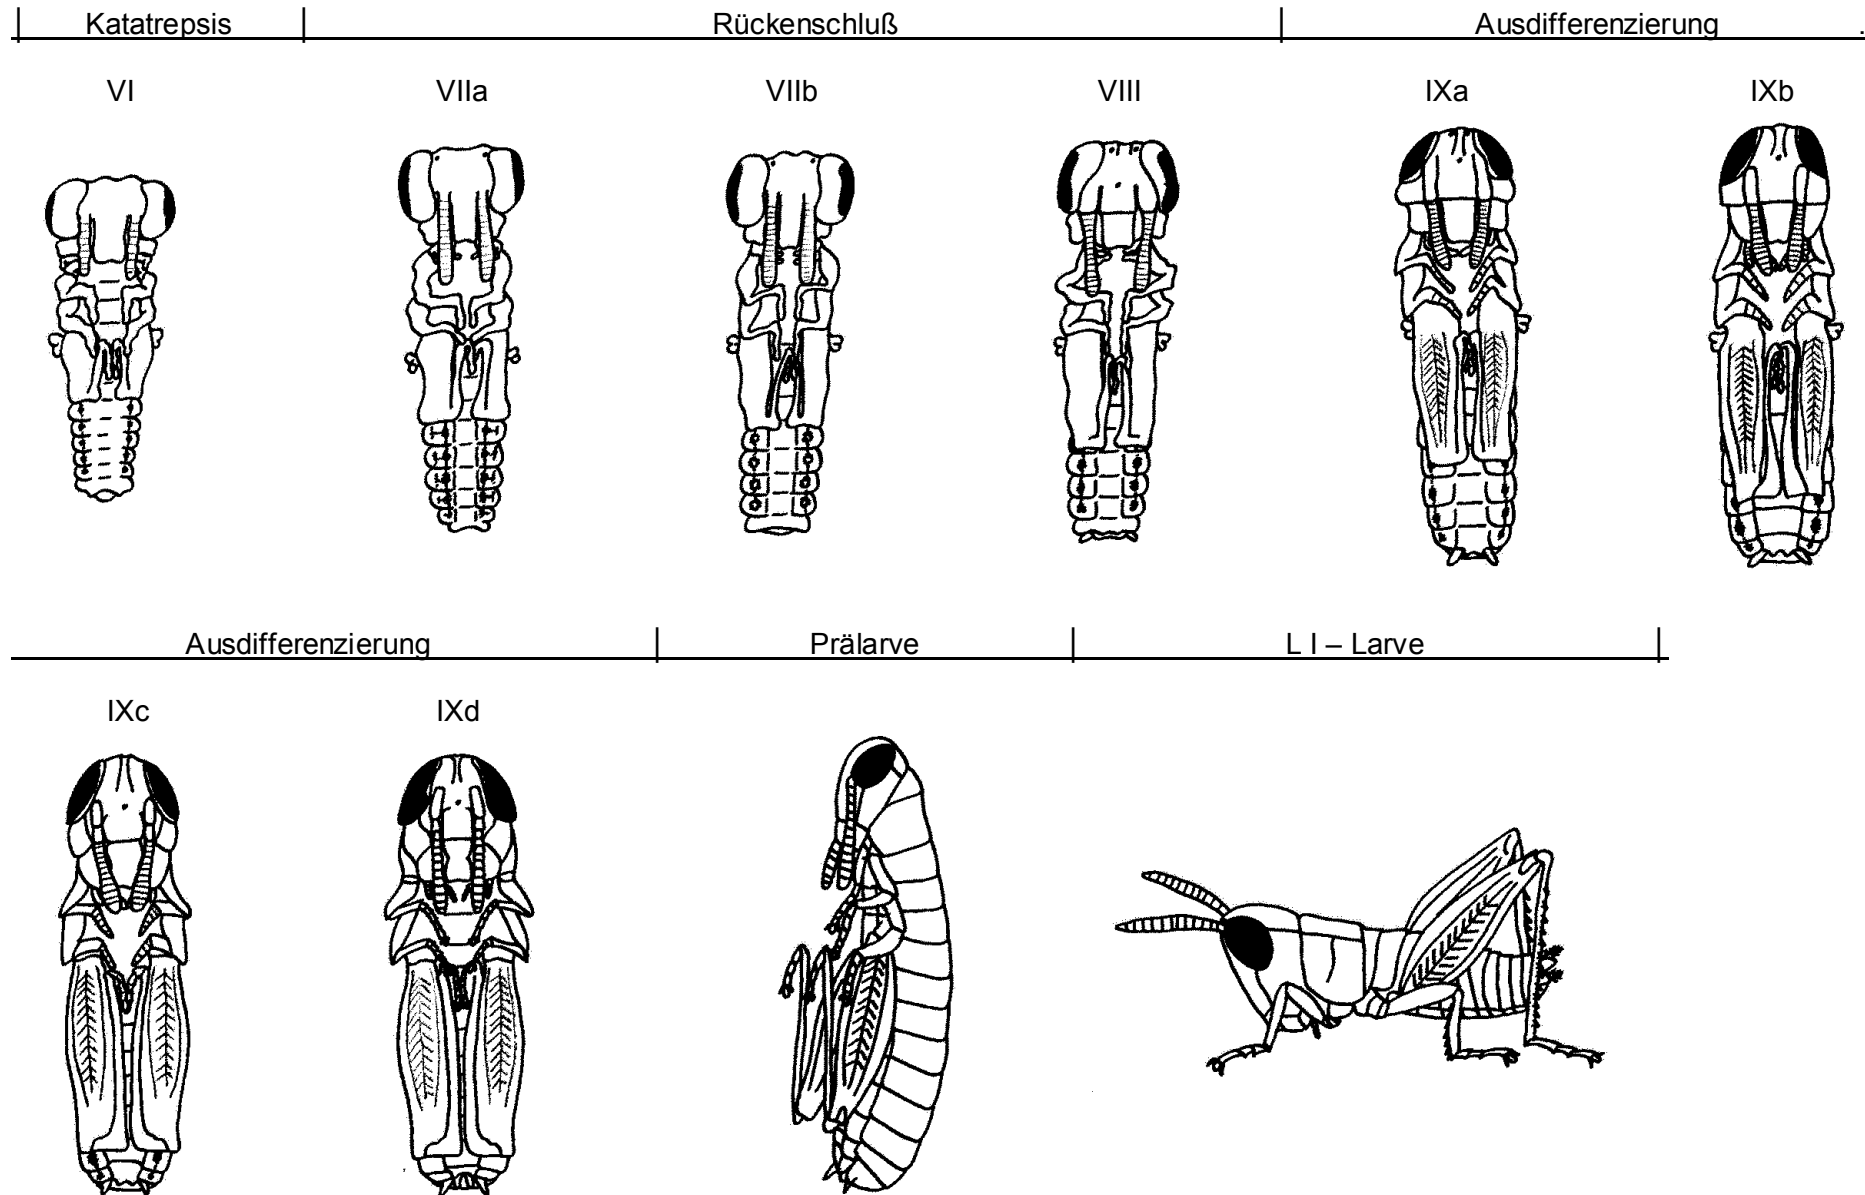 Katatrepsis Rückenschluß Ausdifferenzierung
VI VIIa VIIb VIII IXa IXb
Ausdifferenzierung Prälarve L I – Larve
IXc IXd